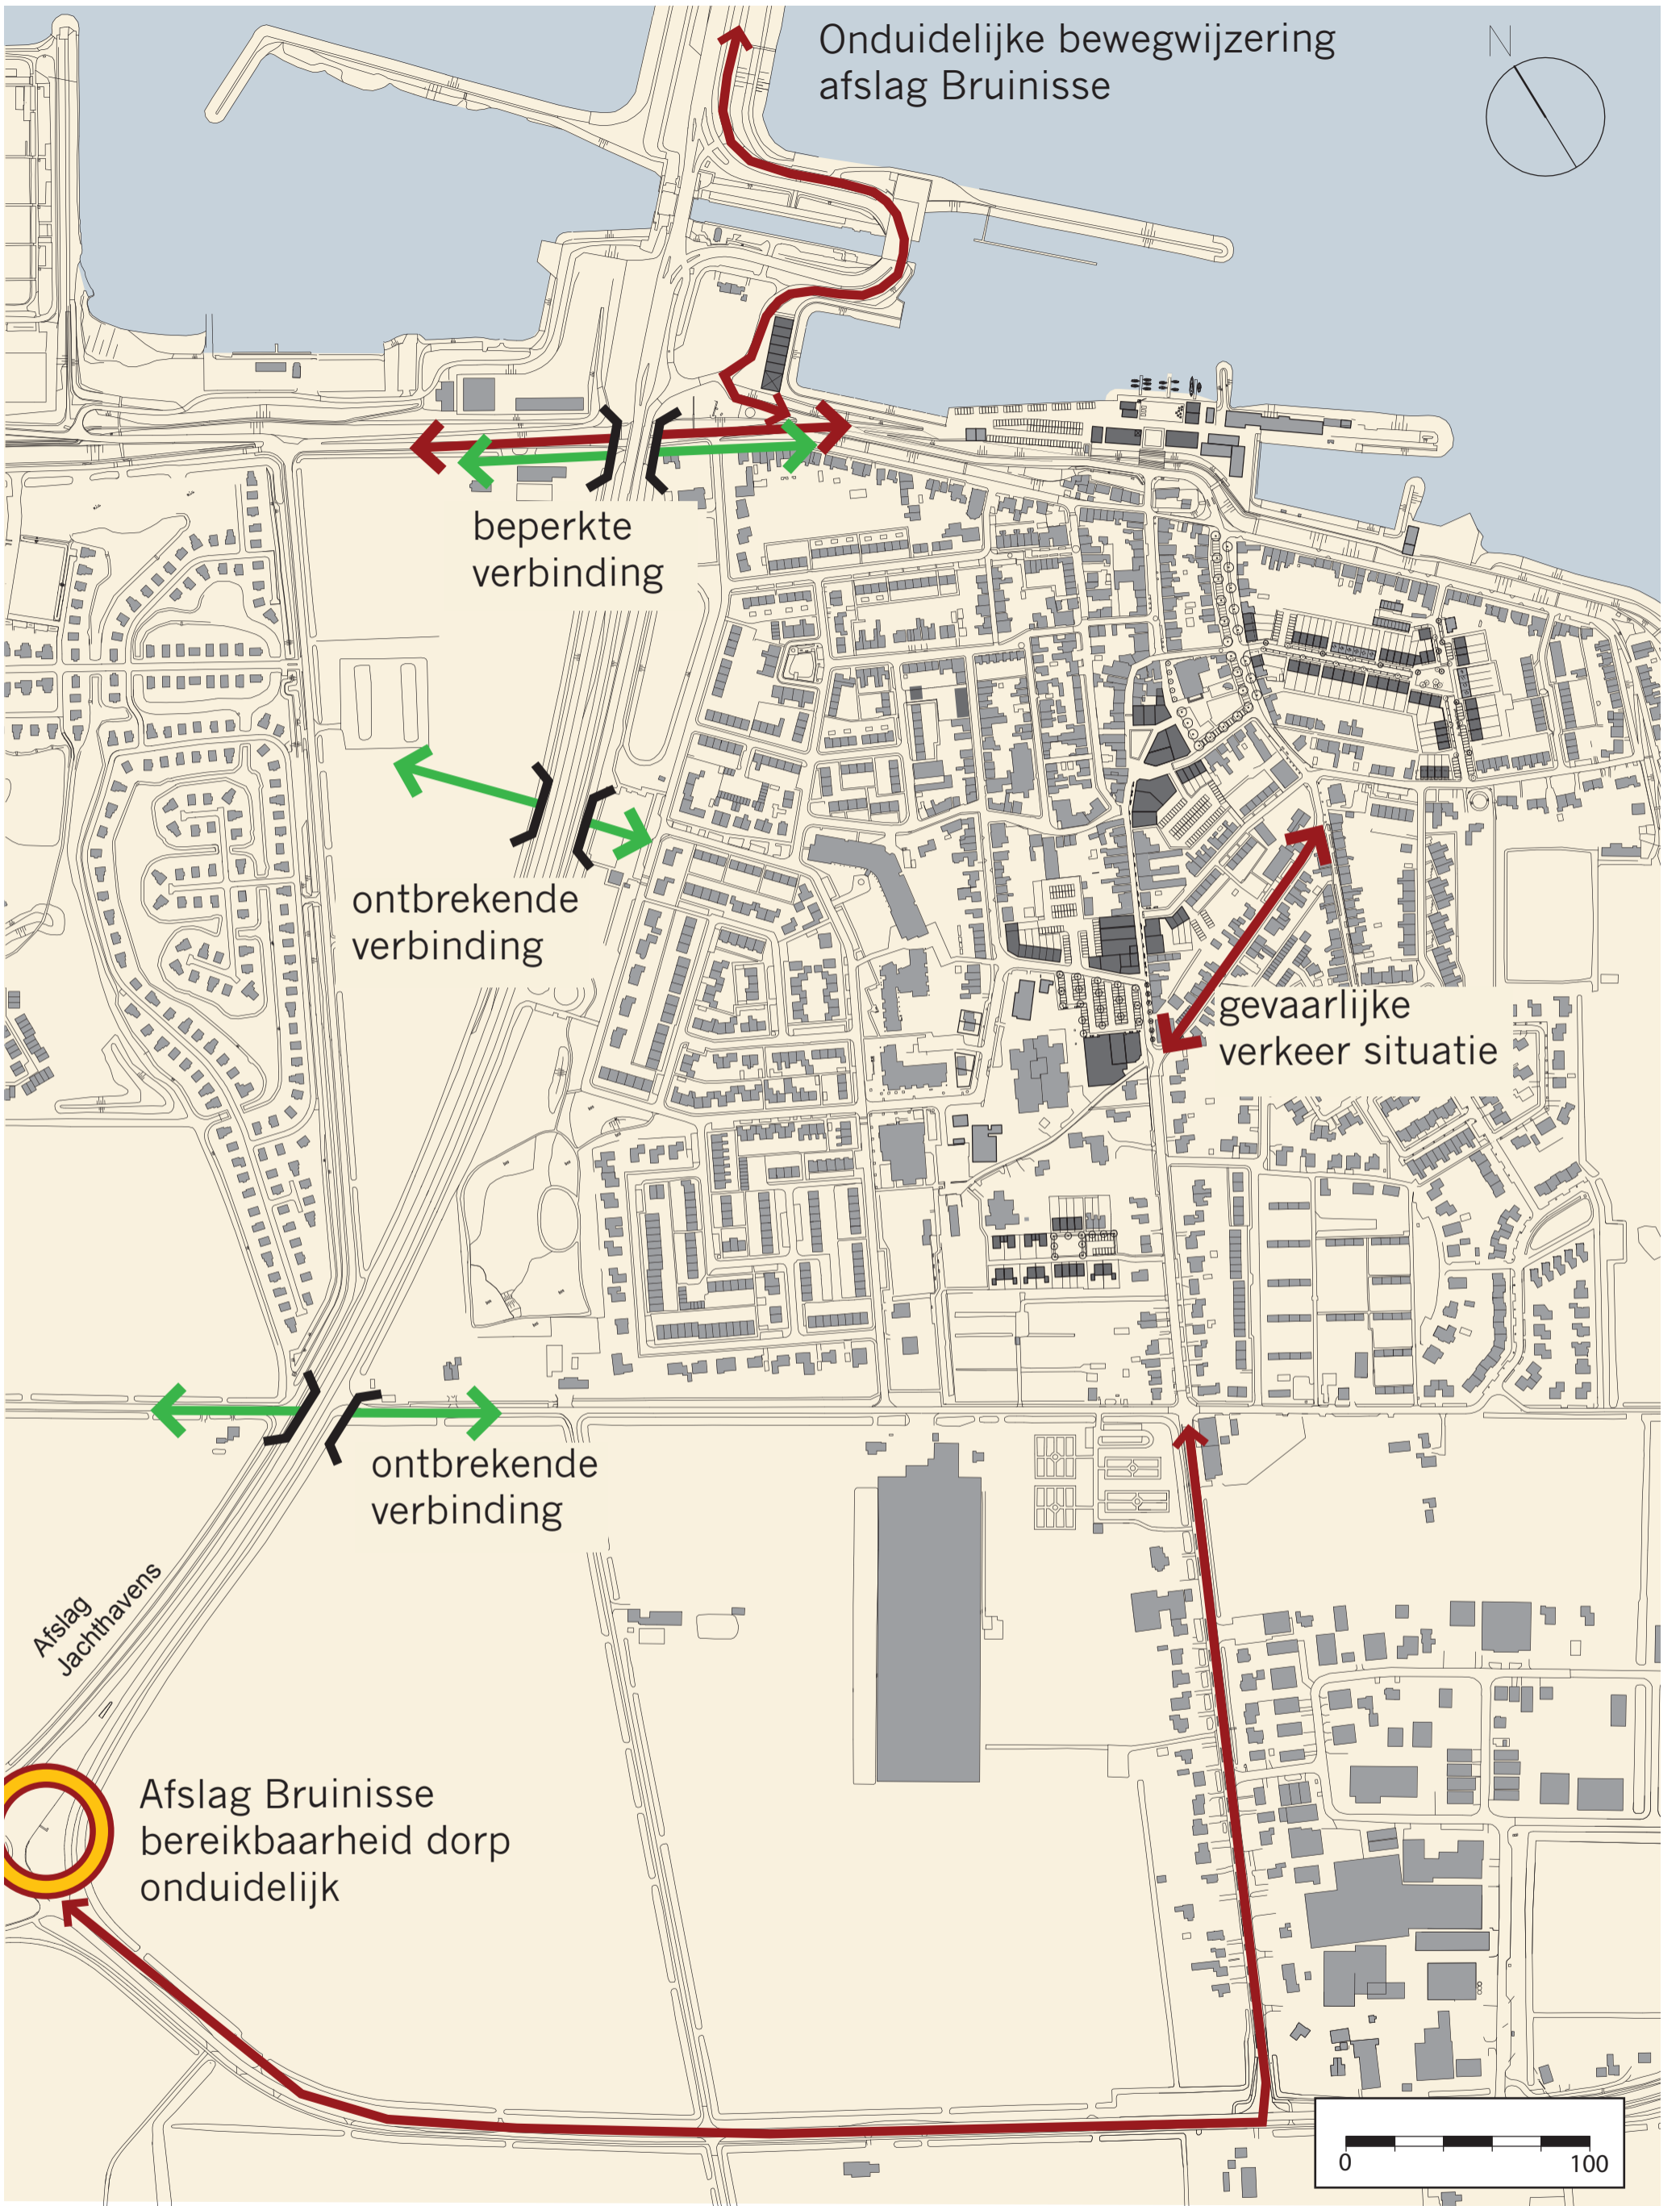 Onduidelijke bewegwijzering
afslag Bruinisse
N
beperkte
verbinding
ontbrekende
verbinding
gevaarlijke
verkeer situatie
ontbrekende
verbinding
Afslag
Jachthavens
Afslag Bruinisse
bereikbaarheid dorp
onduidelijk
0 100